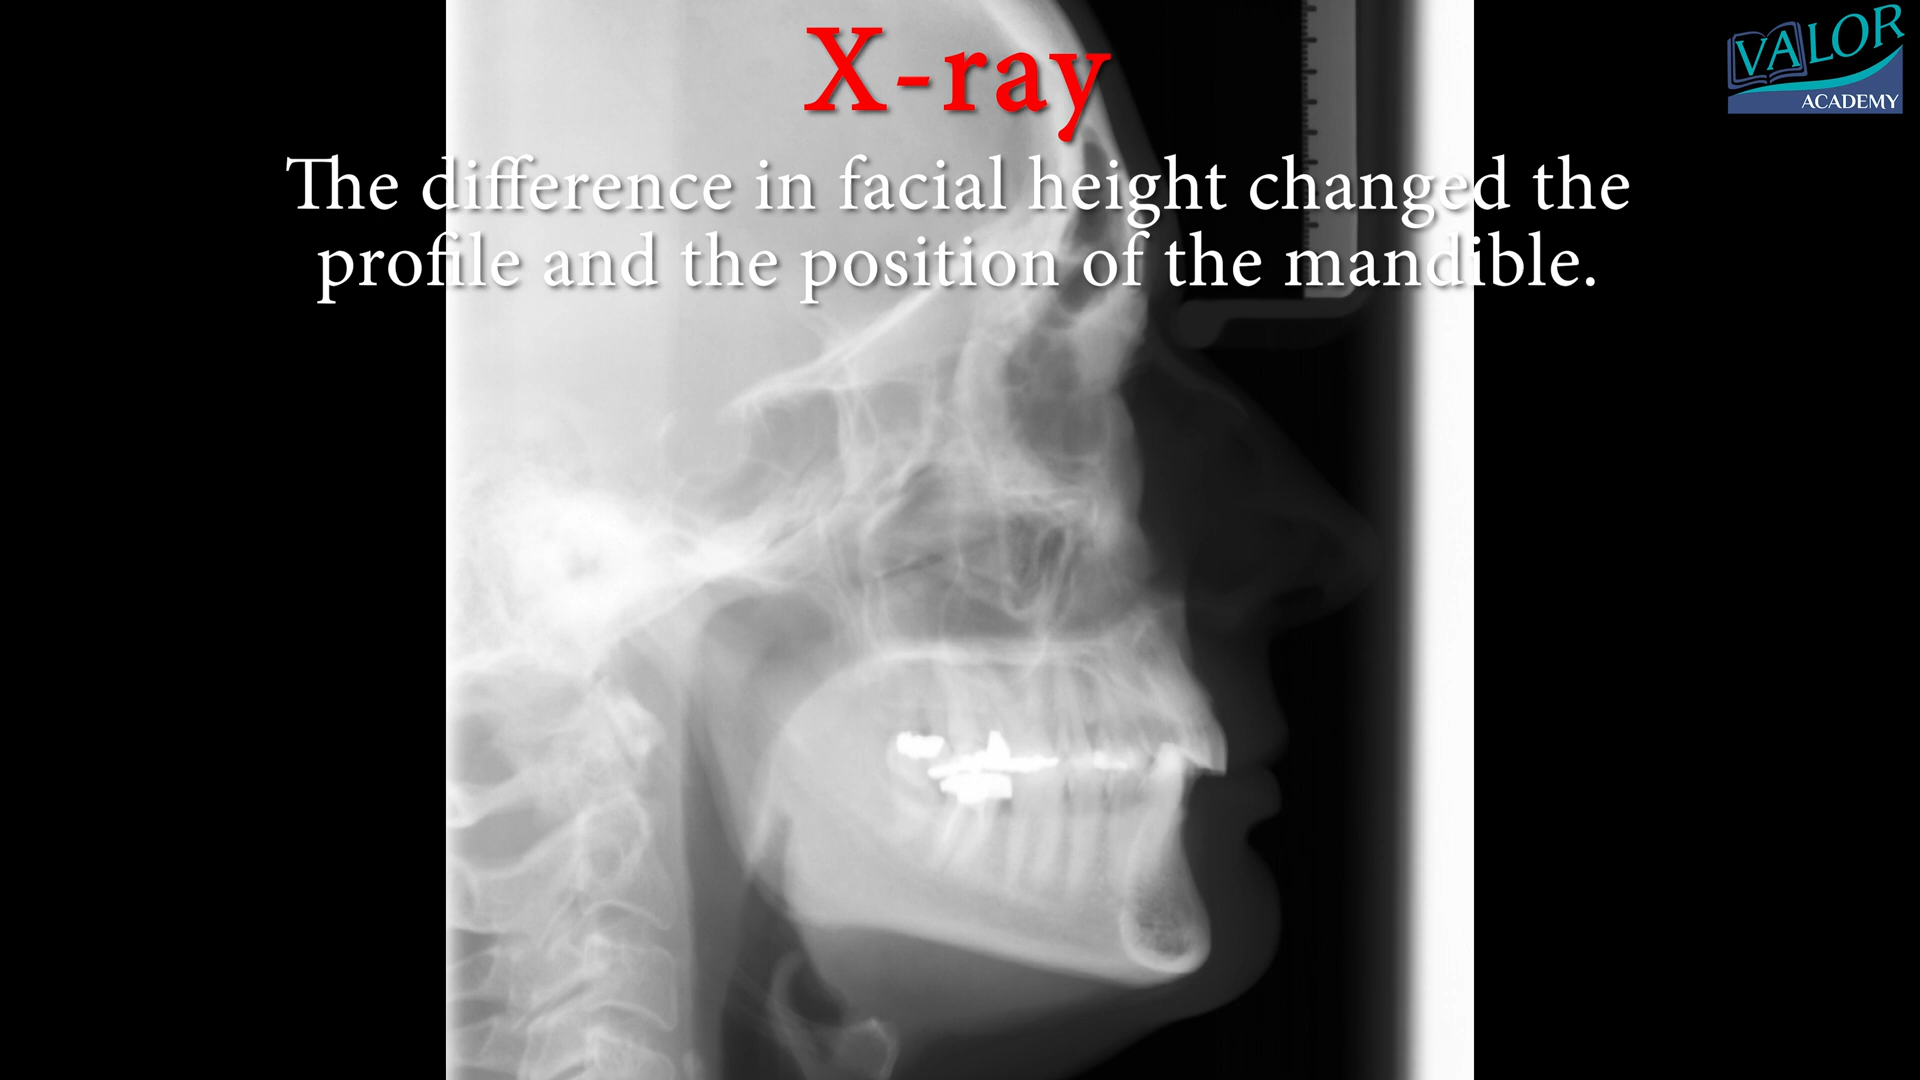 X-ray
The difference in facial height changed the
profile and the position of the mandible.
VALOR
ACADEMY